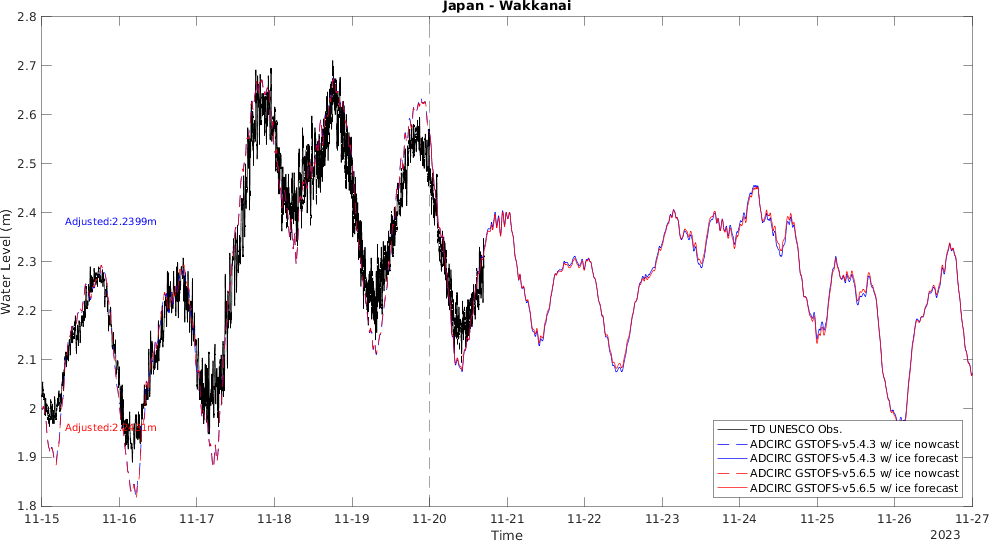 Japan - Wakkanai
Water Level (m)
2.8
2.7
2.6
2.5
2.4
2.3
2.2
2.1
2
1.9
1.8
Adjusted:2.2399m
TD UNESCO Obs.
ADCIRC GSTOFS-v5.4.3 w/ ice nowcast
ADCIRC GSTOFS-v5.4.3 w/ ice forecast
ADCIRC GSTOFS-v5.6.5 w/ ice nowcast
ADCIRC GSTOFS-v5.6.5 w/ ice forecast
11-15 11-16 11-17 11-18 11-19 11-20 11-21 11-22 11-23 11-24 11-25 11-26 11-27
Time
2023